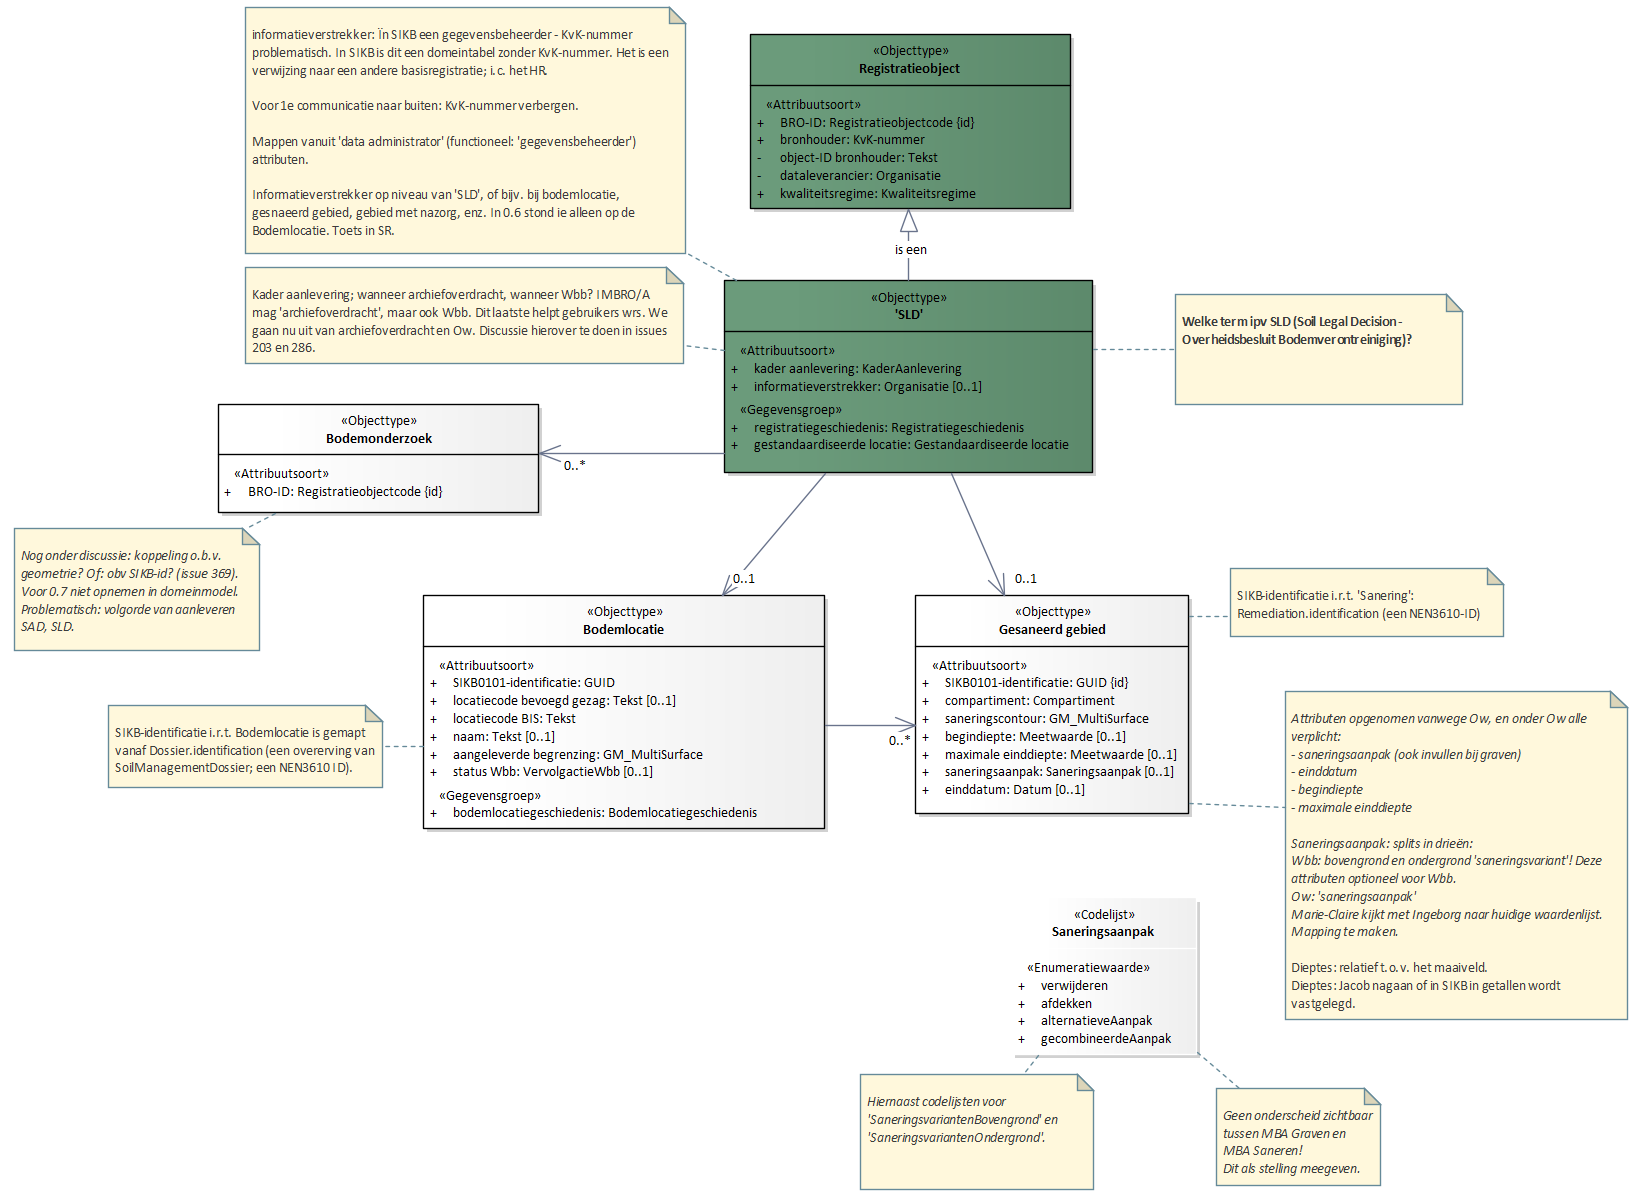 informatieverstrekker: Ïn SIKB een gegevensbeheerder - KvK-nummer
problematisch. In SIKB is dit een domeintabel zonder KvK-nummer. Het is een
verwijzing naar een andere basisregistratie; i.c. het HR.
Voor 1e communicatie naar buiten: KvK-nummer verbergen.
Mappen vanuit 'data administrator' (functioneel: 'gegevensbeheerder')
attributen.
Informatieverstrekker op niveau van 'SLD', of bijv. bij bodemlocatie,
gesnaerd gebied, gebied met nazorg, enz. In 0.6 stond ie alleen op de
Bodemlocatie. Toets in SR.
«Objecttype»
Registratieobject
«Attribuutsoort»
+ BRO-ID: Registratieobjectcode {id}
+ bronhouder: KvK-nummer
- object-ID bronhouder: Tekst
- dataleverancier: Organisatie
+ kwaliteitsregime: Kwaliteitsregime
is een
Kader aanlevering; wanneer archiefoverdracht, wanneer Wbb? IMBRO/A
mag 'archiefoverdracht', maar ook Wbb. Dit laatste helpt gebruikers wrs. We
gaan nu uit van archiefoverdracht en Ow. Discussie hierover te doen in issues
203 en 286.
«Objecttype»
'SLD'
«Attribuutsoort»
+ kader aanlevering: KaderAanlevering
+ informatieverstrekker: Organisatie [0..1]
«Gegevensgroep»
+ registratiegeschiedenis: Registratiegeschiedenis
+ gestandaardiseerde locatie: Gestandaardiseerde locatie
Welke term ipv SLD (Soil Legal Decision -
Overheidsbesluit Bodemverontreiniging)?
«Objecttype»
Bodemonderzoek
«Attribuutsoort»
+ BRO-ID: Registratieobjectcode {id}
0..*
Nog onder discussie: koppeling o.b.v.
geometrie? Of: obv SIKB-id? (issue 369).
Voor 0.7 niet opnemen in domeinmodel.
Problematisch: volgorde van aanleveren
SAD, SLD.
0..1
0..1
«Objecttype»
Bodemlocatie
«Attribuutsoort»
+ SIKB0101-identificatie: GUID
+ locatiecode bevoegd gezag: Tekst [0..1]
+ locatiecode BIS: Tekst
+ naam: Tekst [0..1]
+ aangeleverde begrenzing: GM_MultiSurface
+ status Wbb: VervolgactieWbb [0..1]
«Gegevensgroep»
+ bodemlocatiegeschiedenis: Bodemlocatiegeschiedenis
0..*
«Objecttype»
Gesaneerd gebied
«Attribuutsoort»
+ SIKB0101-identificatie: GUID {id}
+ compartiment: Compartiment
+ saneringscontour: GM_MultiSurface
+ begindiepte: Meetwaarde [0..1]
+ maximale einddiepte: Meetwaarde [0..1]
+ saneringsaanpak: Saneringsaanpak [0..1]
+ einddatum: Datum [0..1]
SIKB-identificatie i.r.t. 'Sanering':
Remediation.identification (een NEN3610-ID)
SIKB-identificatie i.r.t. Bodemlocatie is gemapt
vanaf Dossier.identification (een overerving van
SoilManagementDossier; een NEN3610 ID).
Attributen opgenomen vanwege Ow, en onder Ow alle
verplicht:
- saneringsaanpak (ook invullen bij graven)
- einddatum
- begindiepte
- maximale einddiepte
Saneringsaanpak: splits in drieën:
Wbb: bovengrond en ondergrond 'saneringsvariant'! Deze
attributen optioneel voor Wbb.
Ow: 'saneringsaanpak'
Marie-Claire kijkt met Ingeborg naar huidige waardenlijst.
Mapping te maken.
Dieptes: relatief t.o.v. het maaiveld.
Dieptes: Jacob nagaan of in SIKB in getallen wordt
vastgelegd.
«Codelijst»
Saneringsaanpak
«Enumeratiewaarde»
+ verwijderen
+ afdekken
+ alternatieveAanpak
+ gecombineerdeAanpak
Hiernaast codelijsten voor
'SaneringsvariantenBovengrond' en
'SaneringsvariantenOndergrond'.
Geen onderscheid zichtbaar
tussen MBA Graven en
MBA Saneren!
Dit als stelling meegeven.